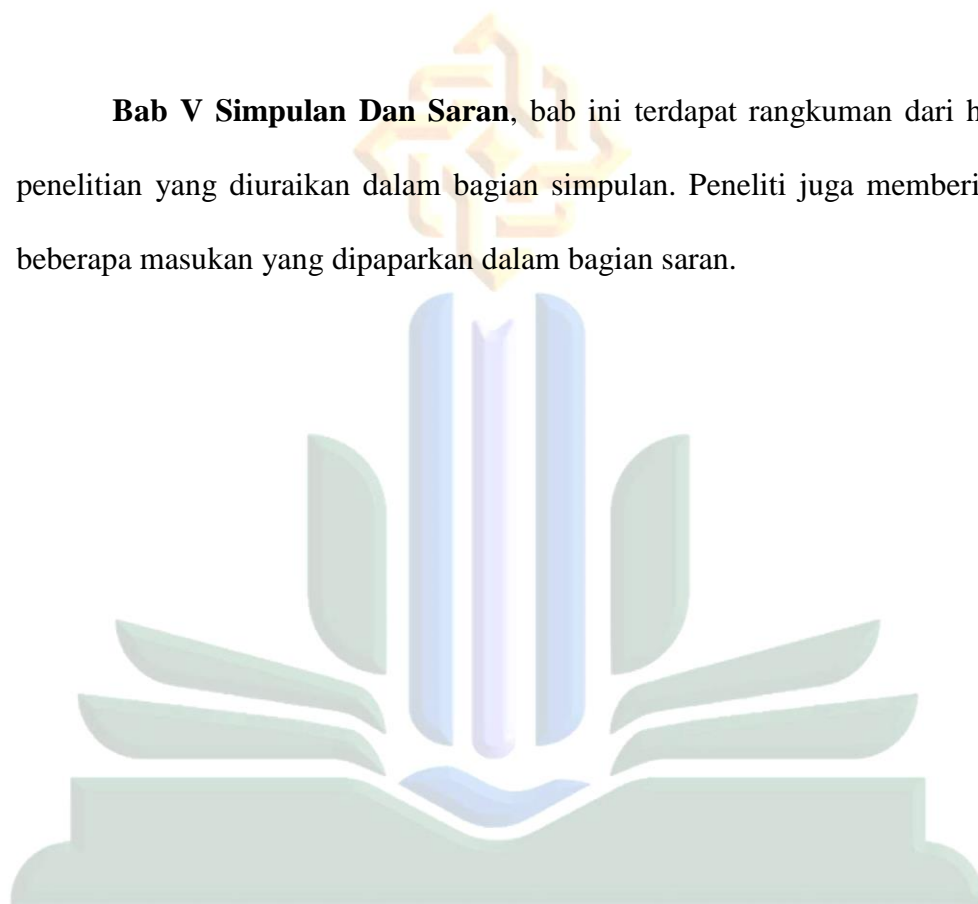 Bab V Simpulan Dan Saran, bab ini terdapat rangkuman dari
penelitian yang diuraikan dalam bagian simpulan. Peneliti juga
beberapa masukan yang dipaparkan dalam bagian saran.